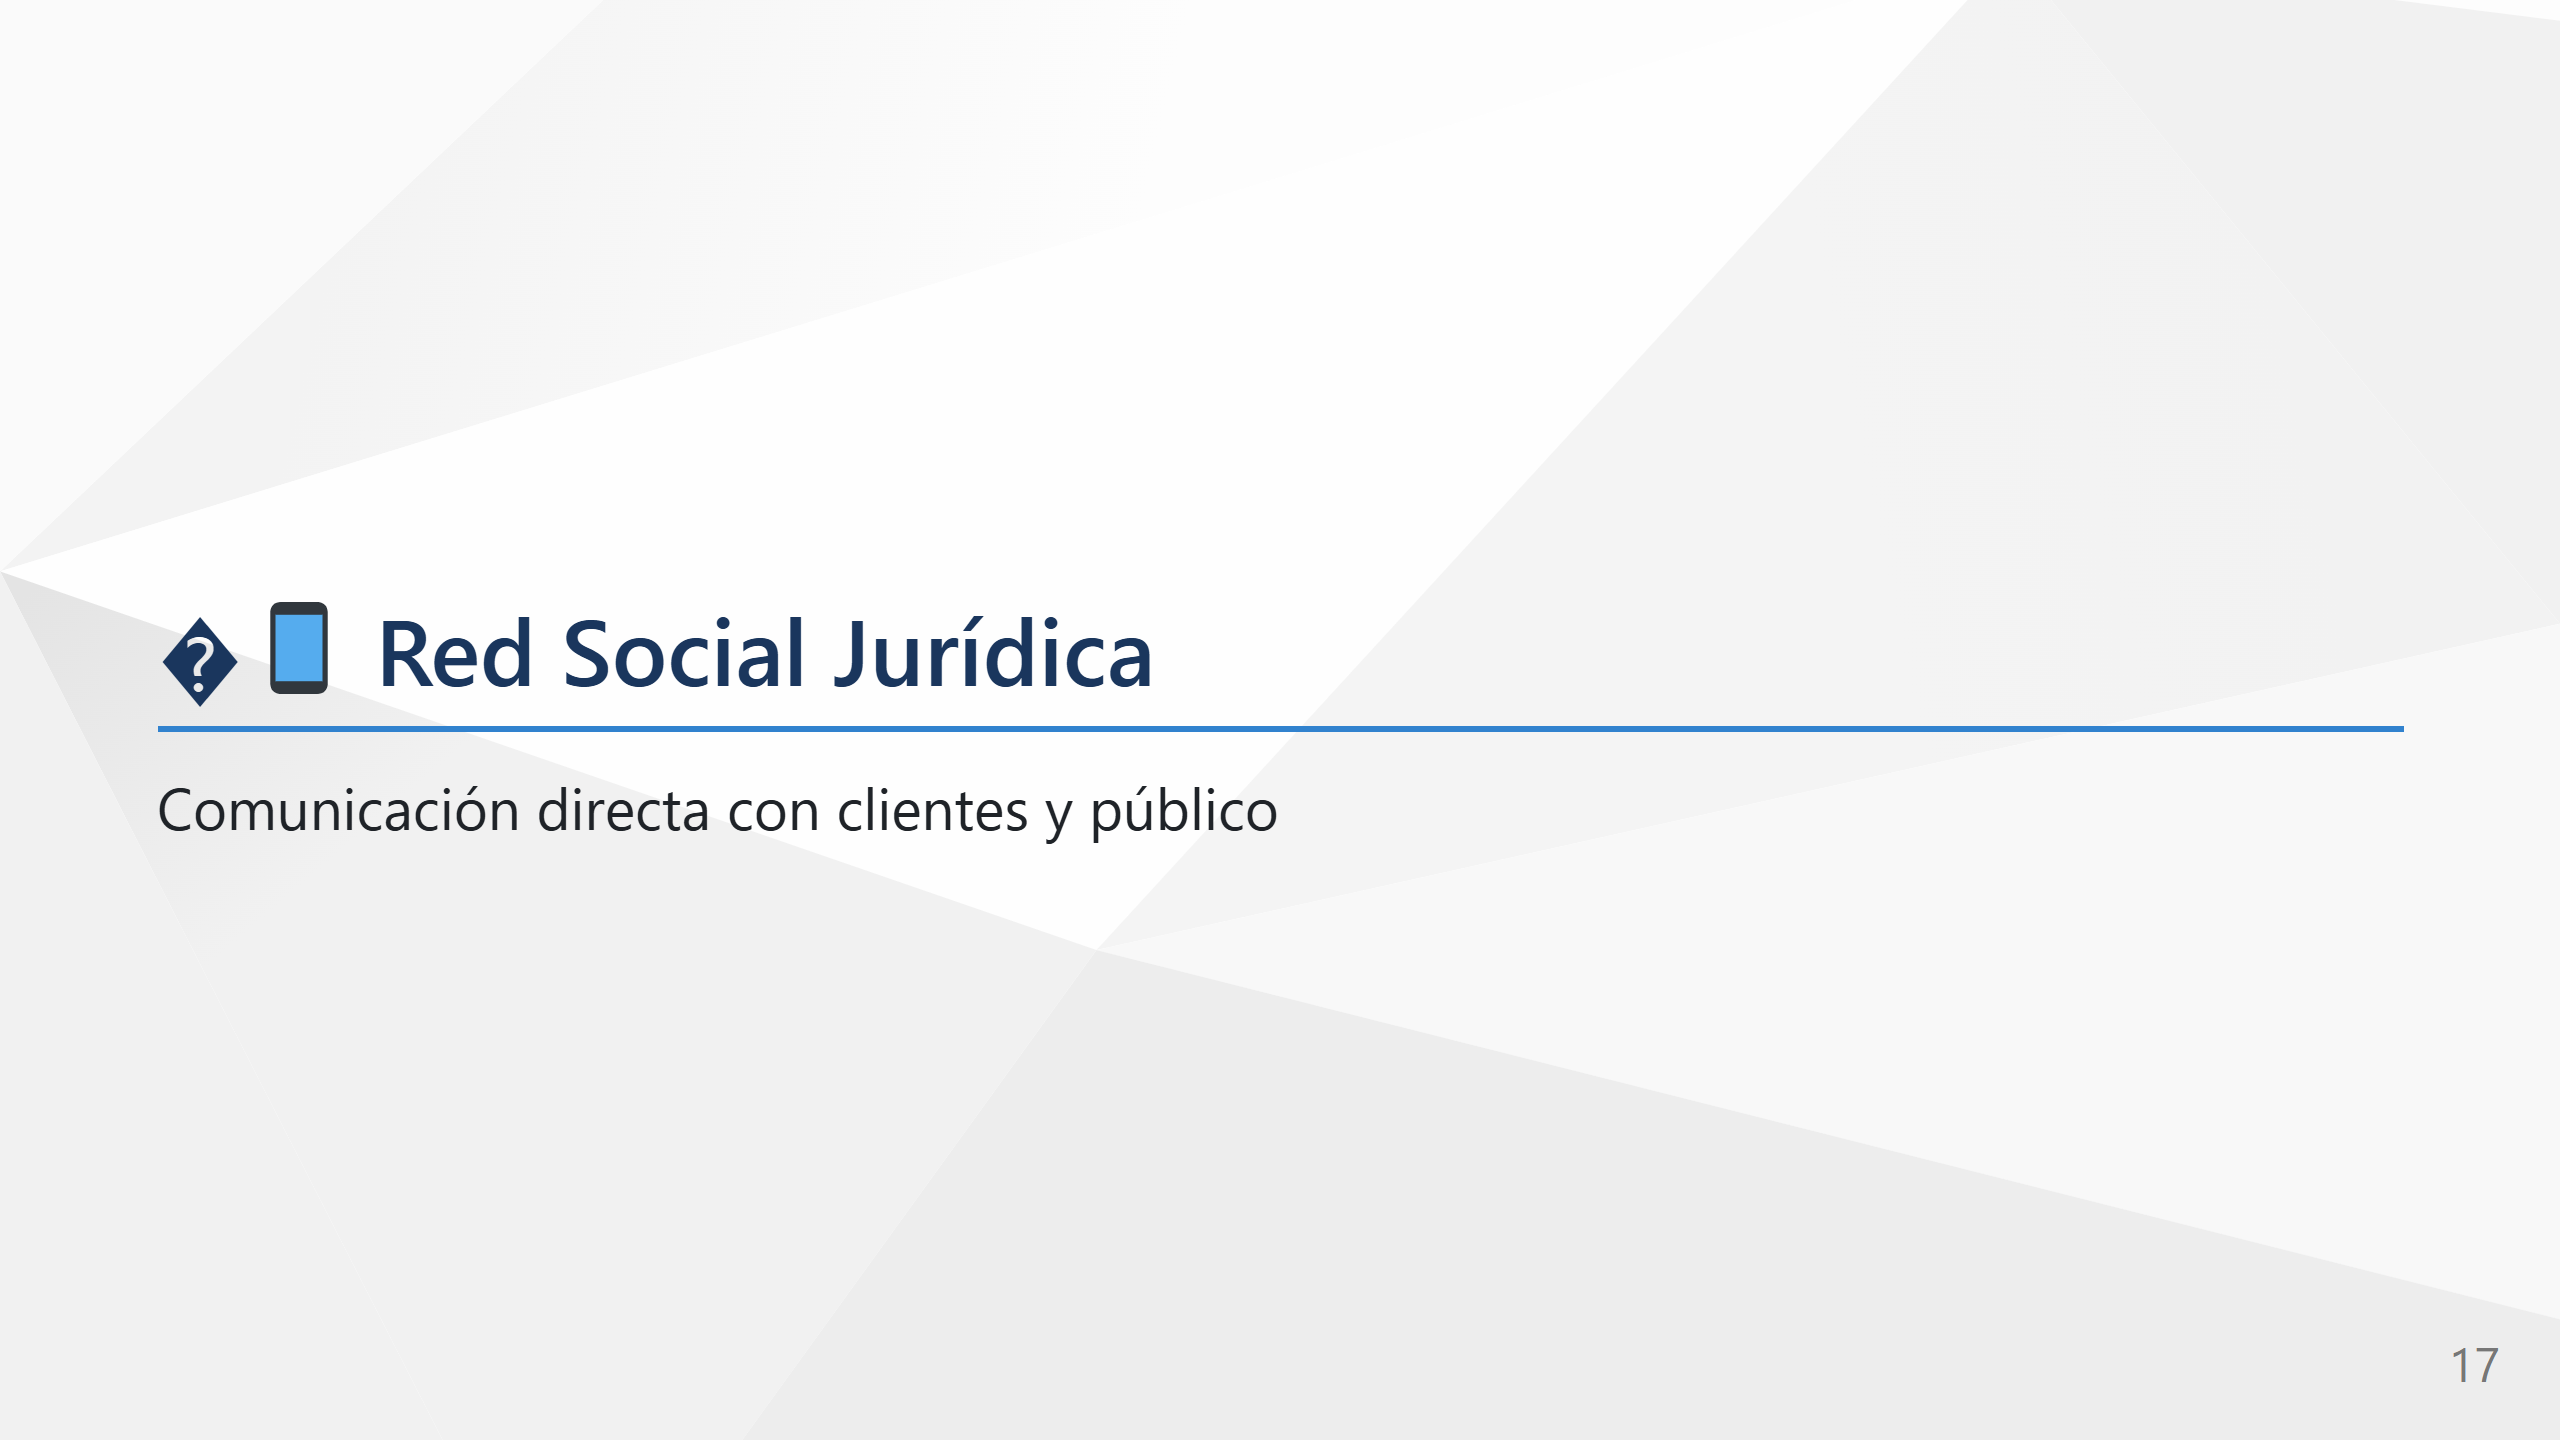 �📱 Red Social Jurídica
Comunicación directa con clientes y público
17